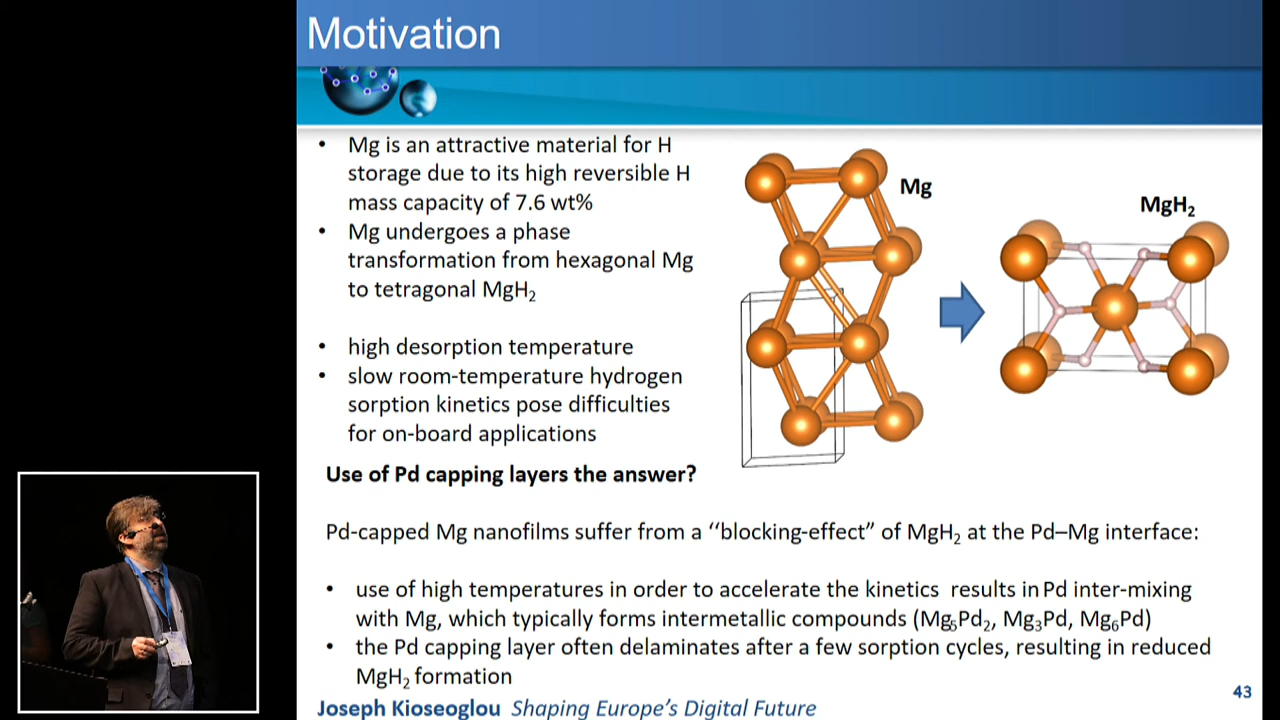 Motivation
• Mg is an attractive material for H
storage due to its high reversible H
mass capacity of 7.6 wt%
• Mg undergoes a phase
transformation from hexagonal Mg
to tetragonal MgH₂
• high desorption temperature
• slow room-temperature hydrogen
sorption kinetics pose difficulties
for on-board applications
Mg
MgH₂
Use of Pd capping layers the answer?
Pd-capped Mg nanofilms suffer from a ‘‘blocking-effect” of MgH₂ at the Pd–Mg interface:
• use of high temperatures in order to accelerate the kinetics results in Pd inter-mixing
with Mg, which typically forms intermetallic compounds (Mg₅Pd₂, Mg₃Pd, Mg₆Pd)
• the Pd capping layer often delaminates after a few sorption cycles, resulting in reduced
MgH₂ formation
Joseph Kioseoglou Shaping Europe’s Digital Future
43